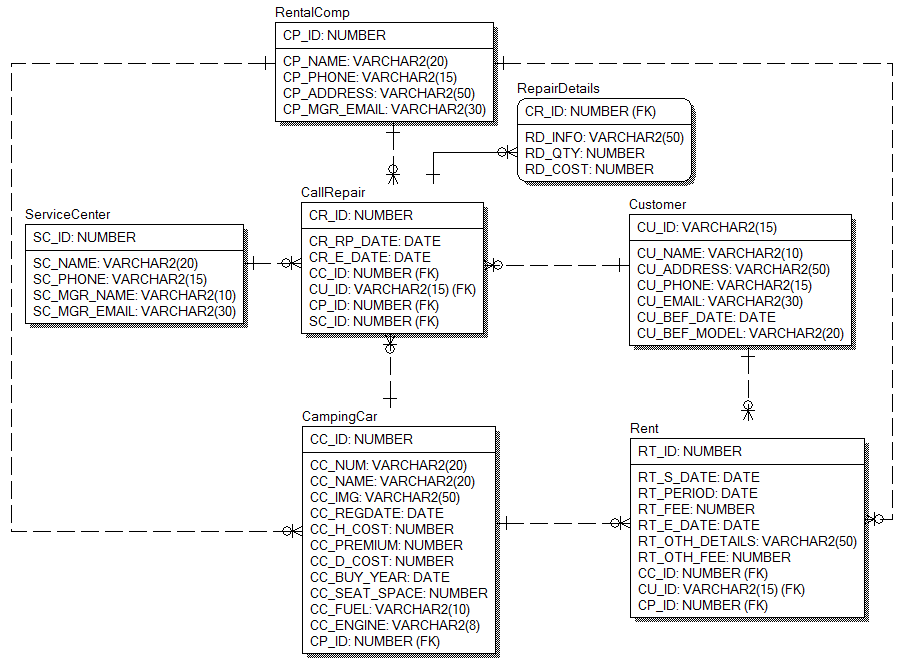 RentalComp
CP_ID: NUMBER
CP_NAME: VARCHAR2(20)
CP_PHONE: VARCHAR2(15)
CP_ADDRESS: VARCHAR2(50)
CP_MGR_EMAIL: VARCHAR2(30)
RepairDetails
CR_ID: NUMBER (FK)
RD_INFO: VARCHAR2(50)
RD_QTY: NUMBER
RD_COST: NUMBER
CallRepair
CR_ID: NUMBER
CR_RP_DATE: DATE
CR_E_DATE: DATE
CC_ID: NUMBER (FK)
CU_ID: VARCHAR2(15) (FK)
CP_ID: NUMBER (FK)
SC_ID: NUMBER (FK)
ServiceCenter
SC_ID: NUMBER
SC_NAME: VARCHAR2(20)
SC_PHONE: VARCHAR2(15)
SC_MGR_NAME: VARCHAR2(10)
SC_MGR_EMAIL: VARCHAR2(30)
Customer
CU_ID: VARCHAR2(15)
CU_NAME: VARCHAR2(10)
CU_ADDRESS: VARCHAR2(50)
CU_PHONE: VARCHAR2(15)
CU_EMAIL: VARCHAR2(30)
CU_BEF_DATE: DATE
CU_BEF_MODEL: VARCHAR2(20)
CampingCar
CC_ID: NUMBER
CC_NUM: VARCHAR2(20)
CC_NAME: VARCHAR2(20)
CC_IMG: VARCHAR2(50)
CC_REGDATE: DATE
CC_H_COST: NUMBER
CC_PREMIUM: NUMBER
CC_D_COST: NUMBER
CC_BUY_YEAR: DATE
CC_SEAT_SPACE: NUMBER
CC_FUEL: VARCHAR2(10)
CC_ENGINE: VARCHAR2(8)
CP_ID: NUMBER (FK)
Rent
RT_ID: NUMBER
RT_S_DATE: DATE
RT_PERIOD: DATE
RT_FEE: NUMBER
RT_E_DATE: DATE
RT_OTH_DETAILS: VARCHAR2(50)
RT_OTH_FEE: NUMBER
CC_ID: NUMBER (FK)
CU_ID: VARCHAR2(15) (FK)
CP_ID: NUMBER (FK)